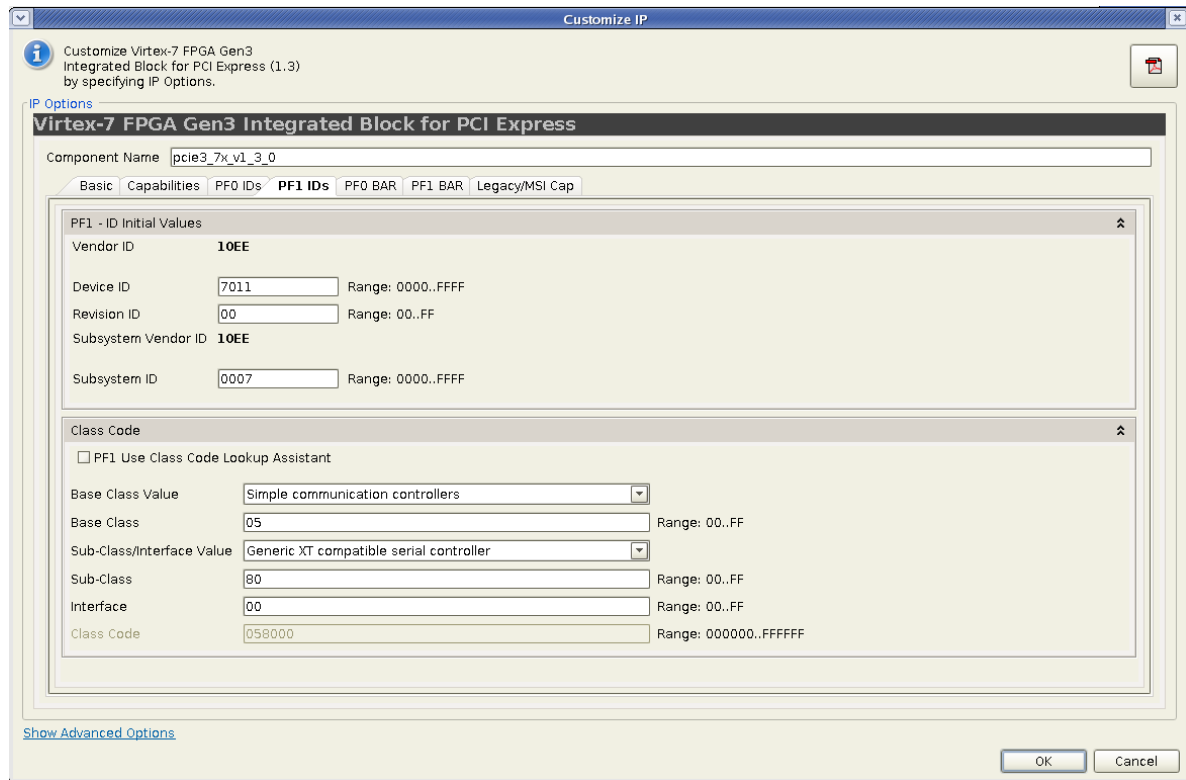 Customize IP
Customize Virtex-7 FPGA Gen3
Integrated Block for PCI Express (1.3)
by specifying IP Options.
IP Options
Virtex-7 FPGA Gen3 Integrated Block for PCI Express
Component Name pcie3_7x_v1_3_0
Basic Capabilities PF0 IDs PF1 IDs PF0 BAR PF1 BAR Legacy/MSI Cap
PF1 - ID Initial Values
Vendor ID 10EE
Device ID 7011 Range: 0000..FFFF
Revision ID 00 Range: 00..FF
Subsystem Vendor ID 10EE
Subsystem ID 0007 Range: 0000..FFFF
Class Code
PF1 Use Class Code Lookup Assistant
Base Class Value Simple communication controllers
Base Class 05 Range: 00..FF
Sub-Class/Interface Value Generic XT compatible serial controller
Sub-Class 80 Range: 00..FF
Interface 00 Range: 00..FF
Class Code 058000 Range: 000000..FFFFFF
Show Advanced Options
OK Cancel